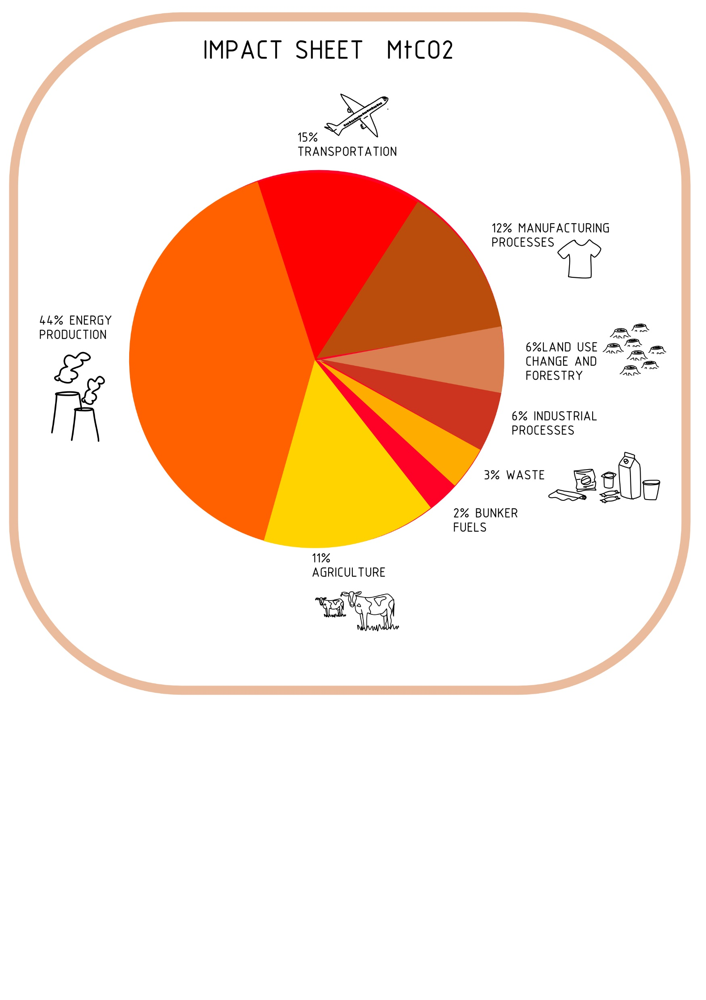 IMPACT SHEET MtCO2
15%
TRANSPORTATION
12% MANUFACTURING
PROCESSES
44% ENERGY
PRODUCTION
6%LAND USE
CHANGE AND
FORESTRY
6% INDUSTRIAL
PROCESSES
3% WASTE
2% BUNKER
FUELS
11%
AGRICULTURE